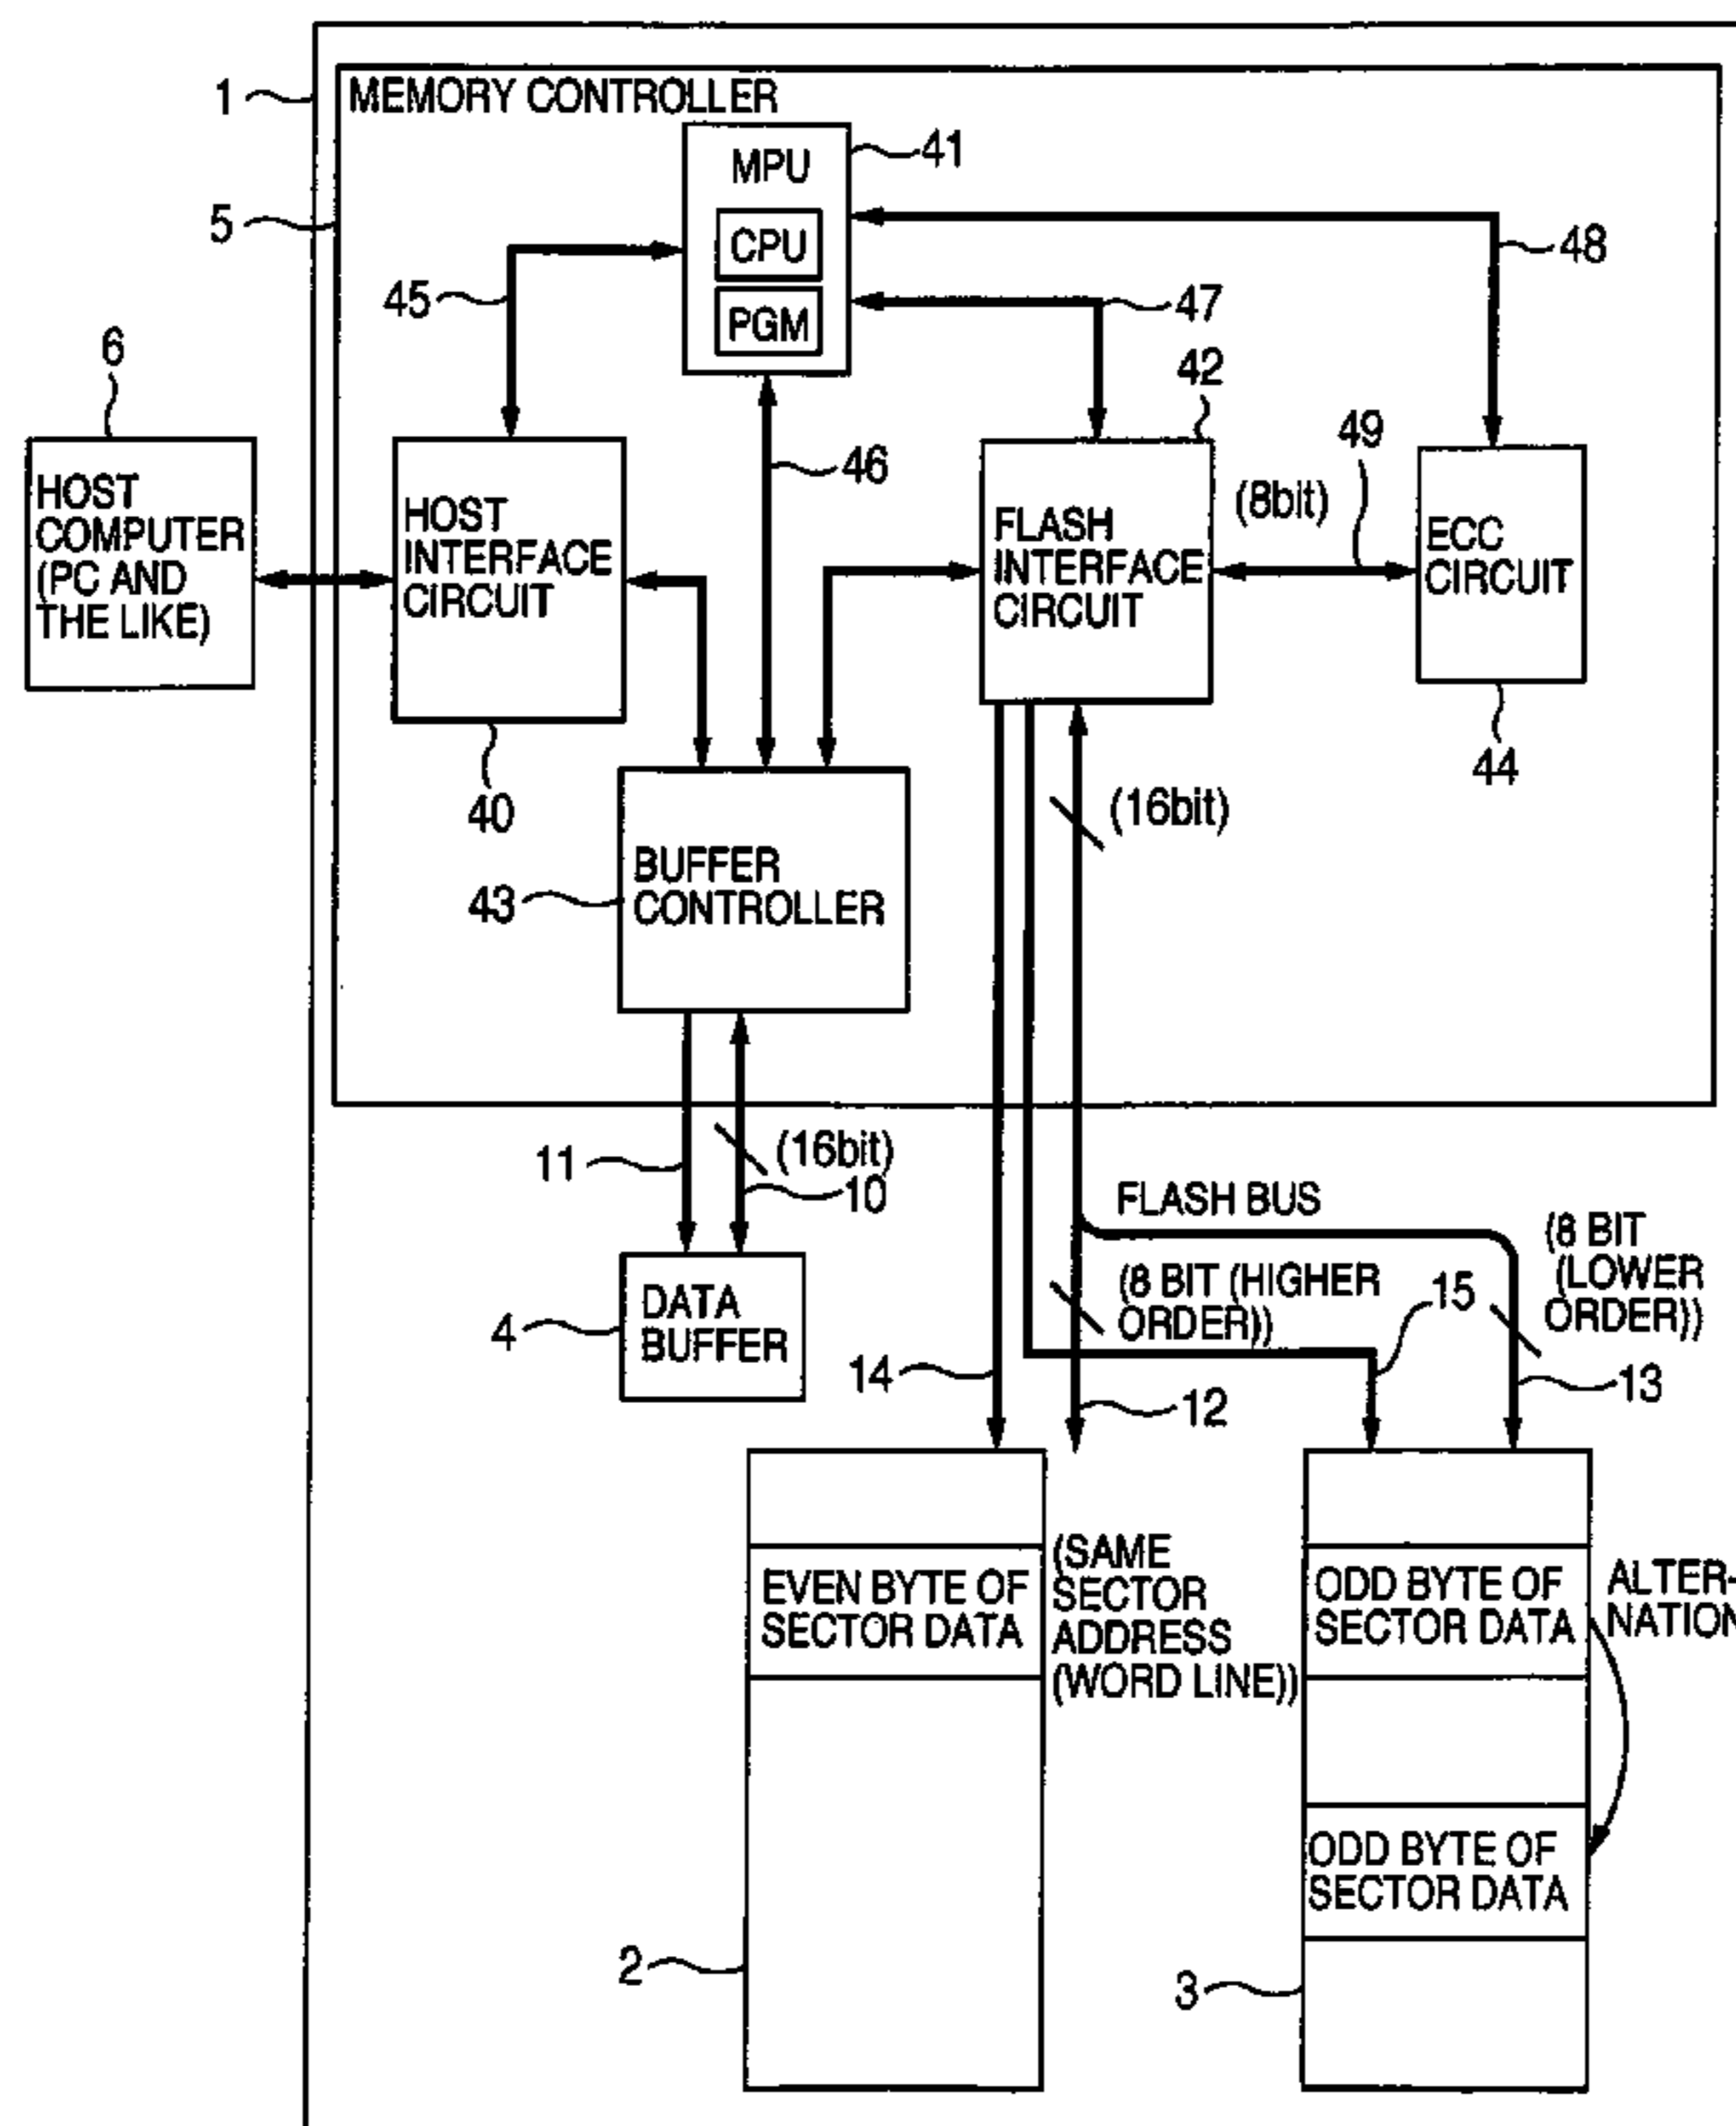 1
MEMORY CONTROLLER
MPU
41
CPU
PGM
5
45
48
47
6
42
49
46
HOST
COMPUTER
(PC AND
THE LIKE)
HOST
INTERFACE
CIRCUIT
FLASH
INTERFACE
CIRCUIT
(8bit)
ECC
CIRCUIT
40
44
(16bit)
43
BUFFER
CONTROLLER
11
(16bit)
10
FLASH BUS
(8 BIT
(LOWER
ORDER))
(8 BIT (HIGHER
ORDER))
15
4
DATA
BUFFER
14
12
13
EVEN BYTE OF
SECTOR DATA
(SAME
SECTOR
ADDRESS
(WORD LINE))
ODD BYTE OF
SECTOR DATA
ALTER-
NATION
ODD BYTE OF
SECTOR DATA
2
3